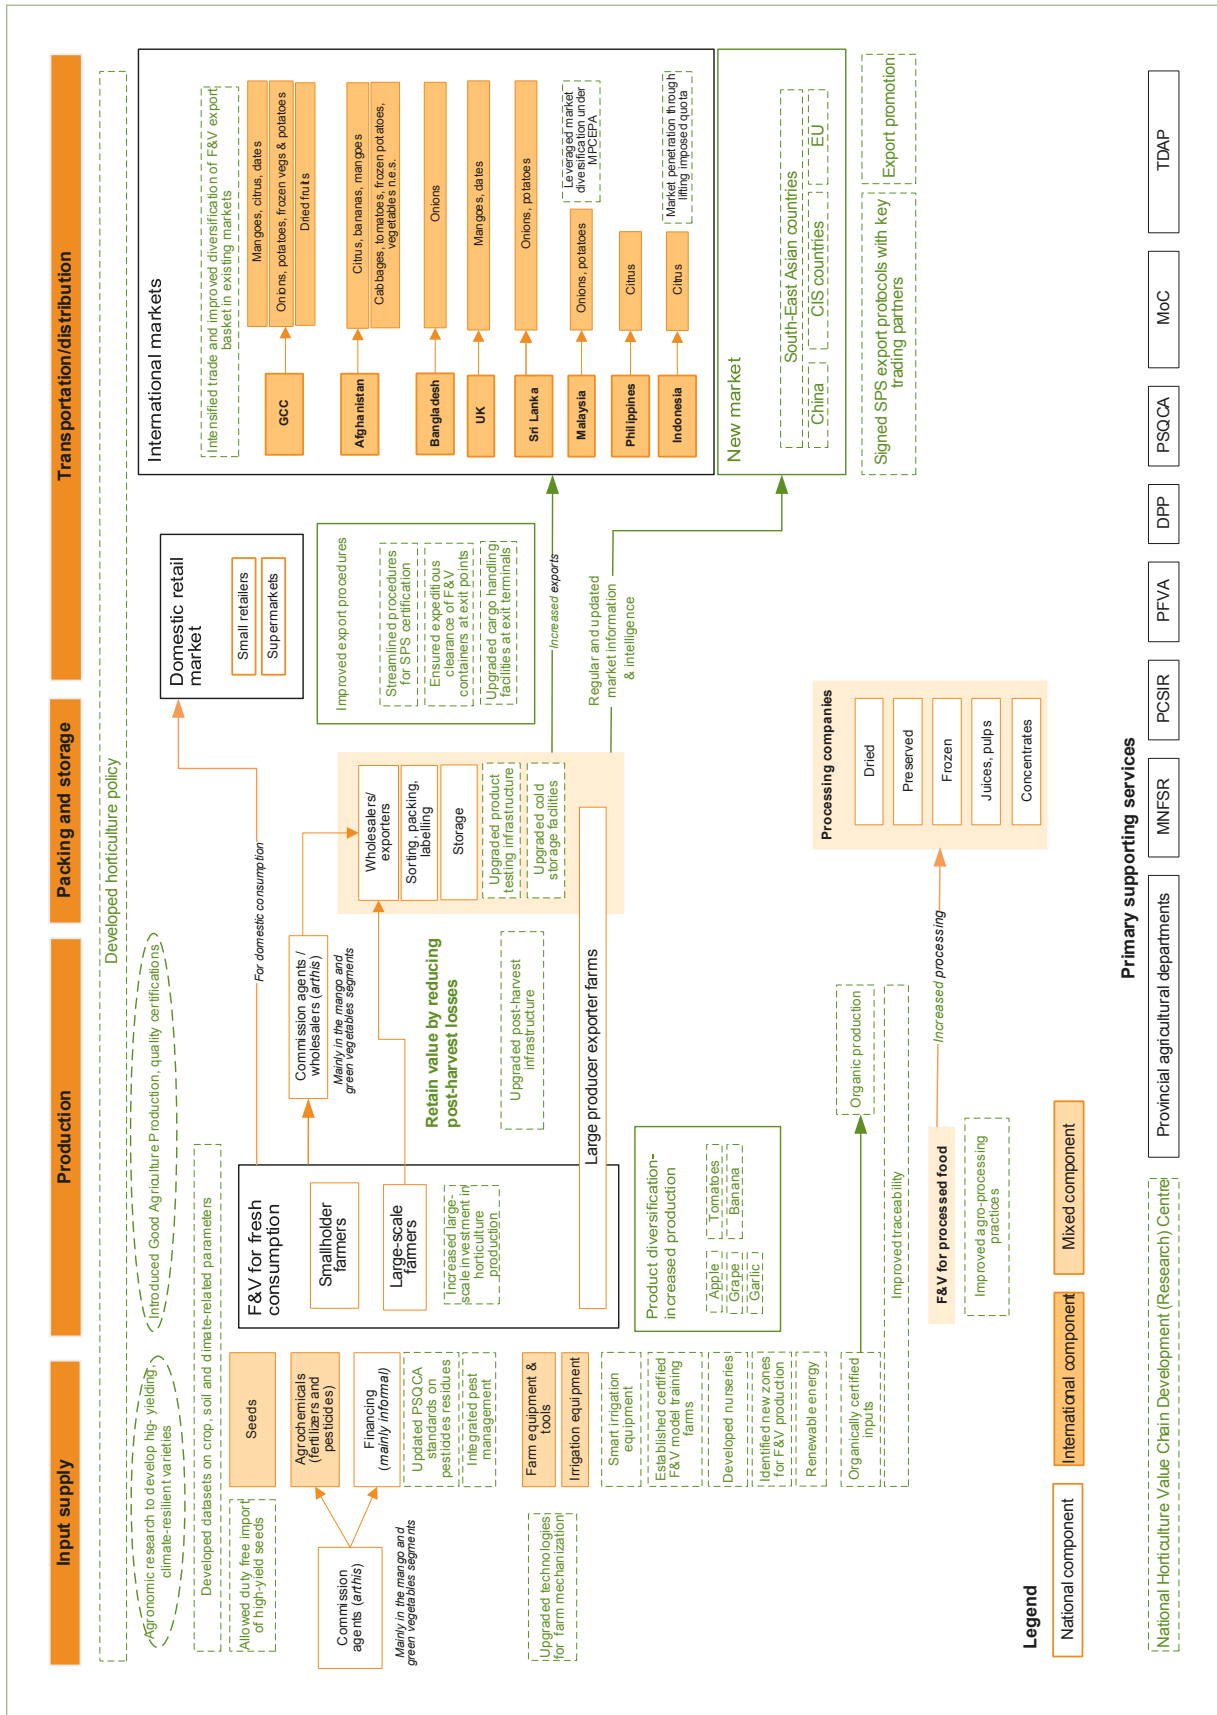 Input supply
Production
Packing and storage
Transportation/distribution
Developed horticulture policy
Agronomic research to develop hig- yielding,
climate-resilient varieties
Introduced Good Agriculture Production, quality certifications
Developed datasets on crop, soil and climate-related parameters
Allowed duty free import
of high-yield seeds
Seeds
Commission
agents (arthis)
Mainly in the mango and
green vegetables segments
Agrochemicals
(fertilizers and
pesticides)
Financing
(mainly informal)
Updated PSQCA
standards on
pesticides residues
Integrated pest
management
Upgraded technologies
for farm mechanization
Farm equipment &
tools
Irrigation equipment
Smart irrigation
equipment
Established certified
F&V model training
farms
Developed nurseries
Identified new zones
for F&V production
Renewable energy
Organically certified
inputs
F&V for fresh
consumption
Smallholder
farmers
Large-scale
farmers
Increased large-
scale investment in
horticulture
production
Large producer exporter farms
Product diversification-
increased production
Apple
Grape
Garlic
Tomatoes
Banana
Organic production
Improved traceability
F&V for processed food
Improved agro-processing
practices
For domestic consumption
Commission agents /
wholesalers (arthis)
Mainly in the mango and
green vegetables segments
Retain value by reducing
post-harvest losses
Upgraded post-harvest
infrastructure
Increased processing
Wholesalers/
exporters
Sorting, packing,
labelling
Storage
Upgraded product
testing infrastructure
Upgraded cold
storage facilities
Processing companies
Dried
Preserved
Frozen
Juices, pulps
Concentrates
Domestic retail
market
Small retailers
Supermarkets
Improved export procedures
Streamlined procedures
for SPS certification
Ensured expeditious
clearance of F&V
containers at exit points
Upgraded cargo handling
facilities at exit terminals
Increased exports
Regular and updated
market information
& intelligence
International markets
Intensified trade and improved diversification of F&V export
basket in existing markets
GCC
Mangoes, citrus, dates
Onions, potatoes, frozen vegs & potatoes
Dried fruits
Afghanistan
Citrus, bananas, mangoes
Cabbages, tomatoes, frozen potatoes,
vegetables n.e.s.
Bangladesh
Onions
UK
Mangoes, dates
Sri Lanka
Onions, potatoes
Malaysia
Onions, potatoes
Leveraged market
diversification under
MPCEPA
Philippines
Citrus
Indonesia
Citrus
Market penetration through
lifting imposed quota
New market
South-East Asian countries
China
CIS countries
EU
Signed SPS export protocols with key
trading partners
Export promotion
Legend
National component
International component
Mixed component
Primary supporting services
National Horticulture Value Chain Development (Research) Centre
Provincial agricultural departments
MNFSR
PCSIR
PFVA
DPP
PSQCA
MoC
TDAP